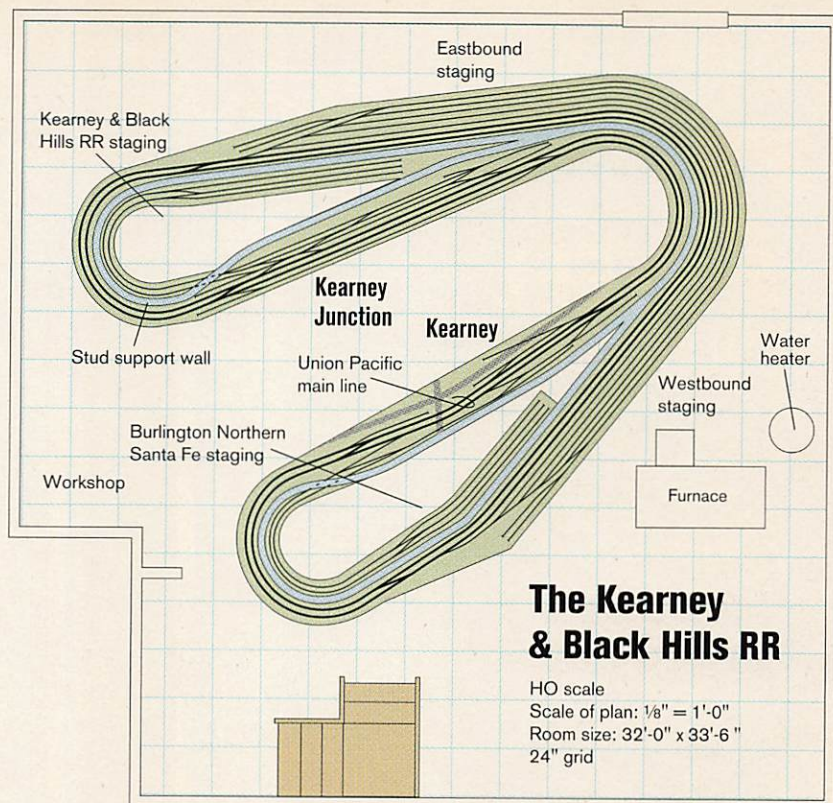 Eastbound
staging
Kearney & Black
Hills RR staging
Kearney
Junction
Kearney
Stud support wall
Union Pacific
main line
Water
heater
Westbound
staging
Burlington Northern
Santa Fe staging
Workshop
Furnace
The Kearney
& Black Hills RR
HO scale
Scale of plan: 1/8" = 1'-0"
Room size: 32'-0" x 33'-6 "
24" grid